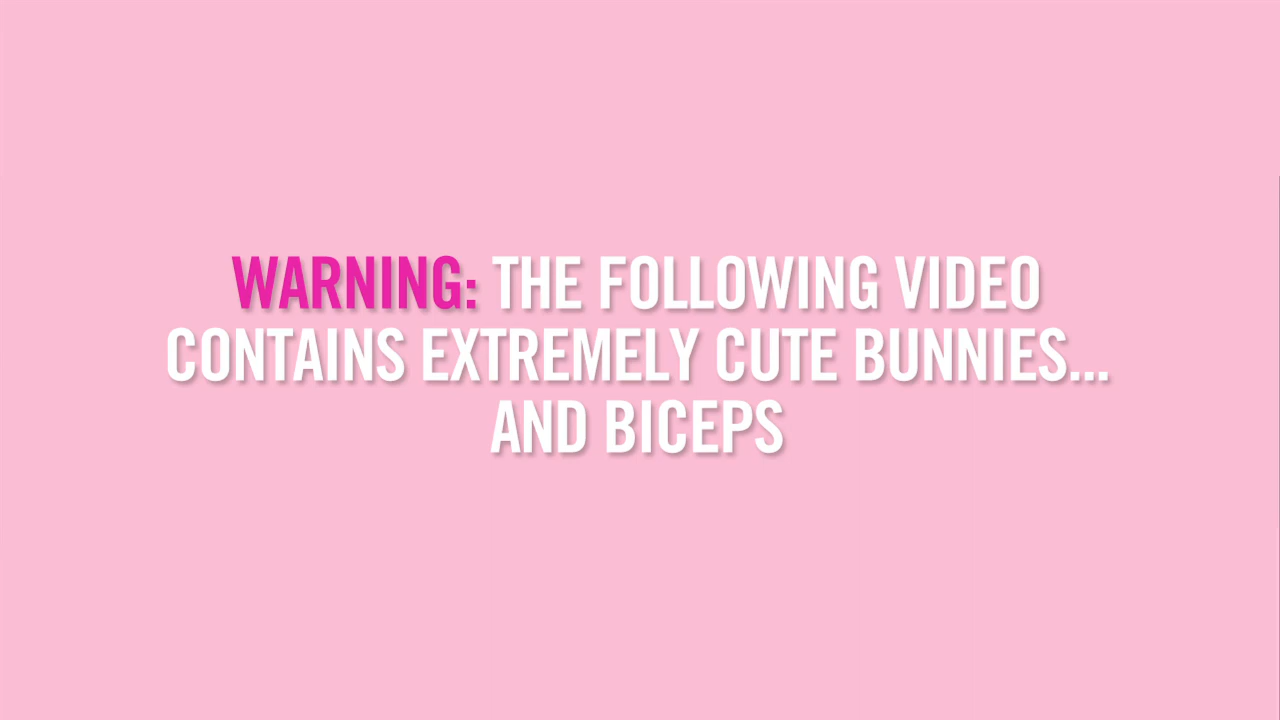 WARNING: THE FOLLOWING VIDEO
CONTAINS EXTREMELY CUTE BUNNIES...
AND BICEPS